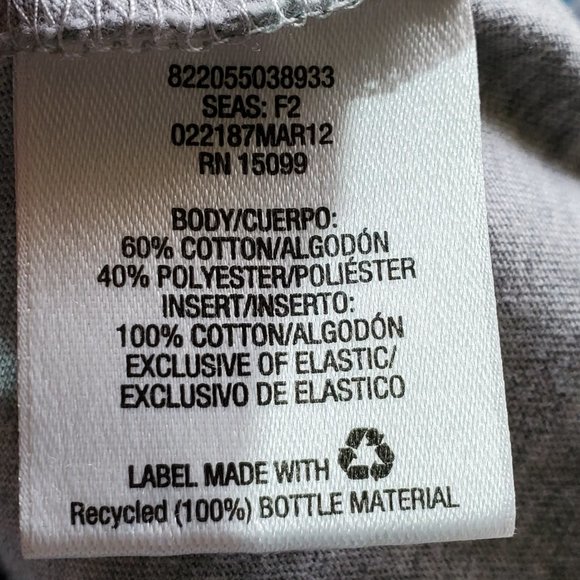 822055038933
SEAS: F2
022187MAR12
RN 15099
BODY/CUERPO:
60% COTTON/ALGODÓN
40% POLYESTER/POLIÉSTER
INSERT/INSERTO:
100% COTTON/ALGODÓN
EXCLUSIVE OF ELASTIC/
EXCLUSIVO DE ELASTICO
LABEL MADE WITH
Recycled (100%) BOTTLE MATERIAL